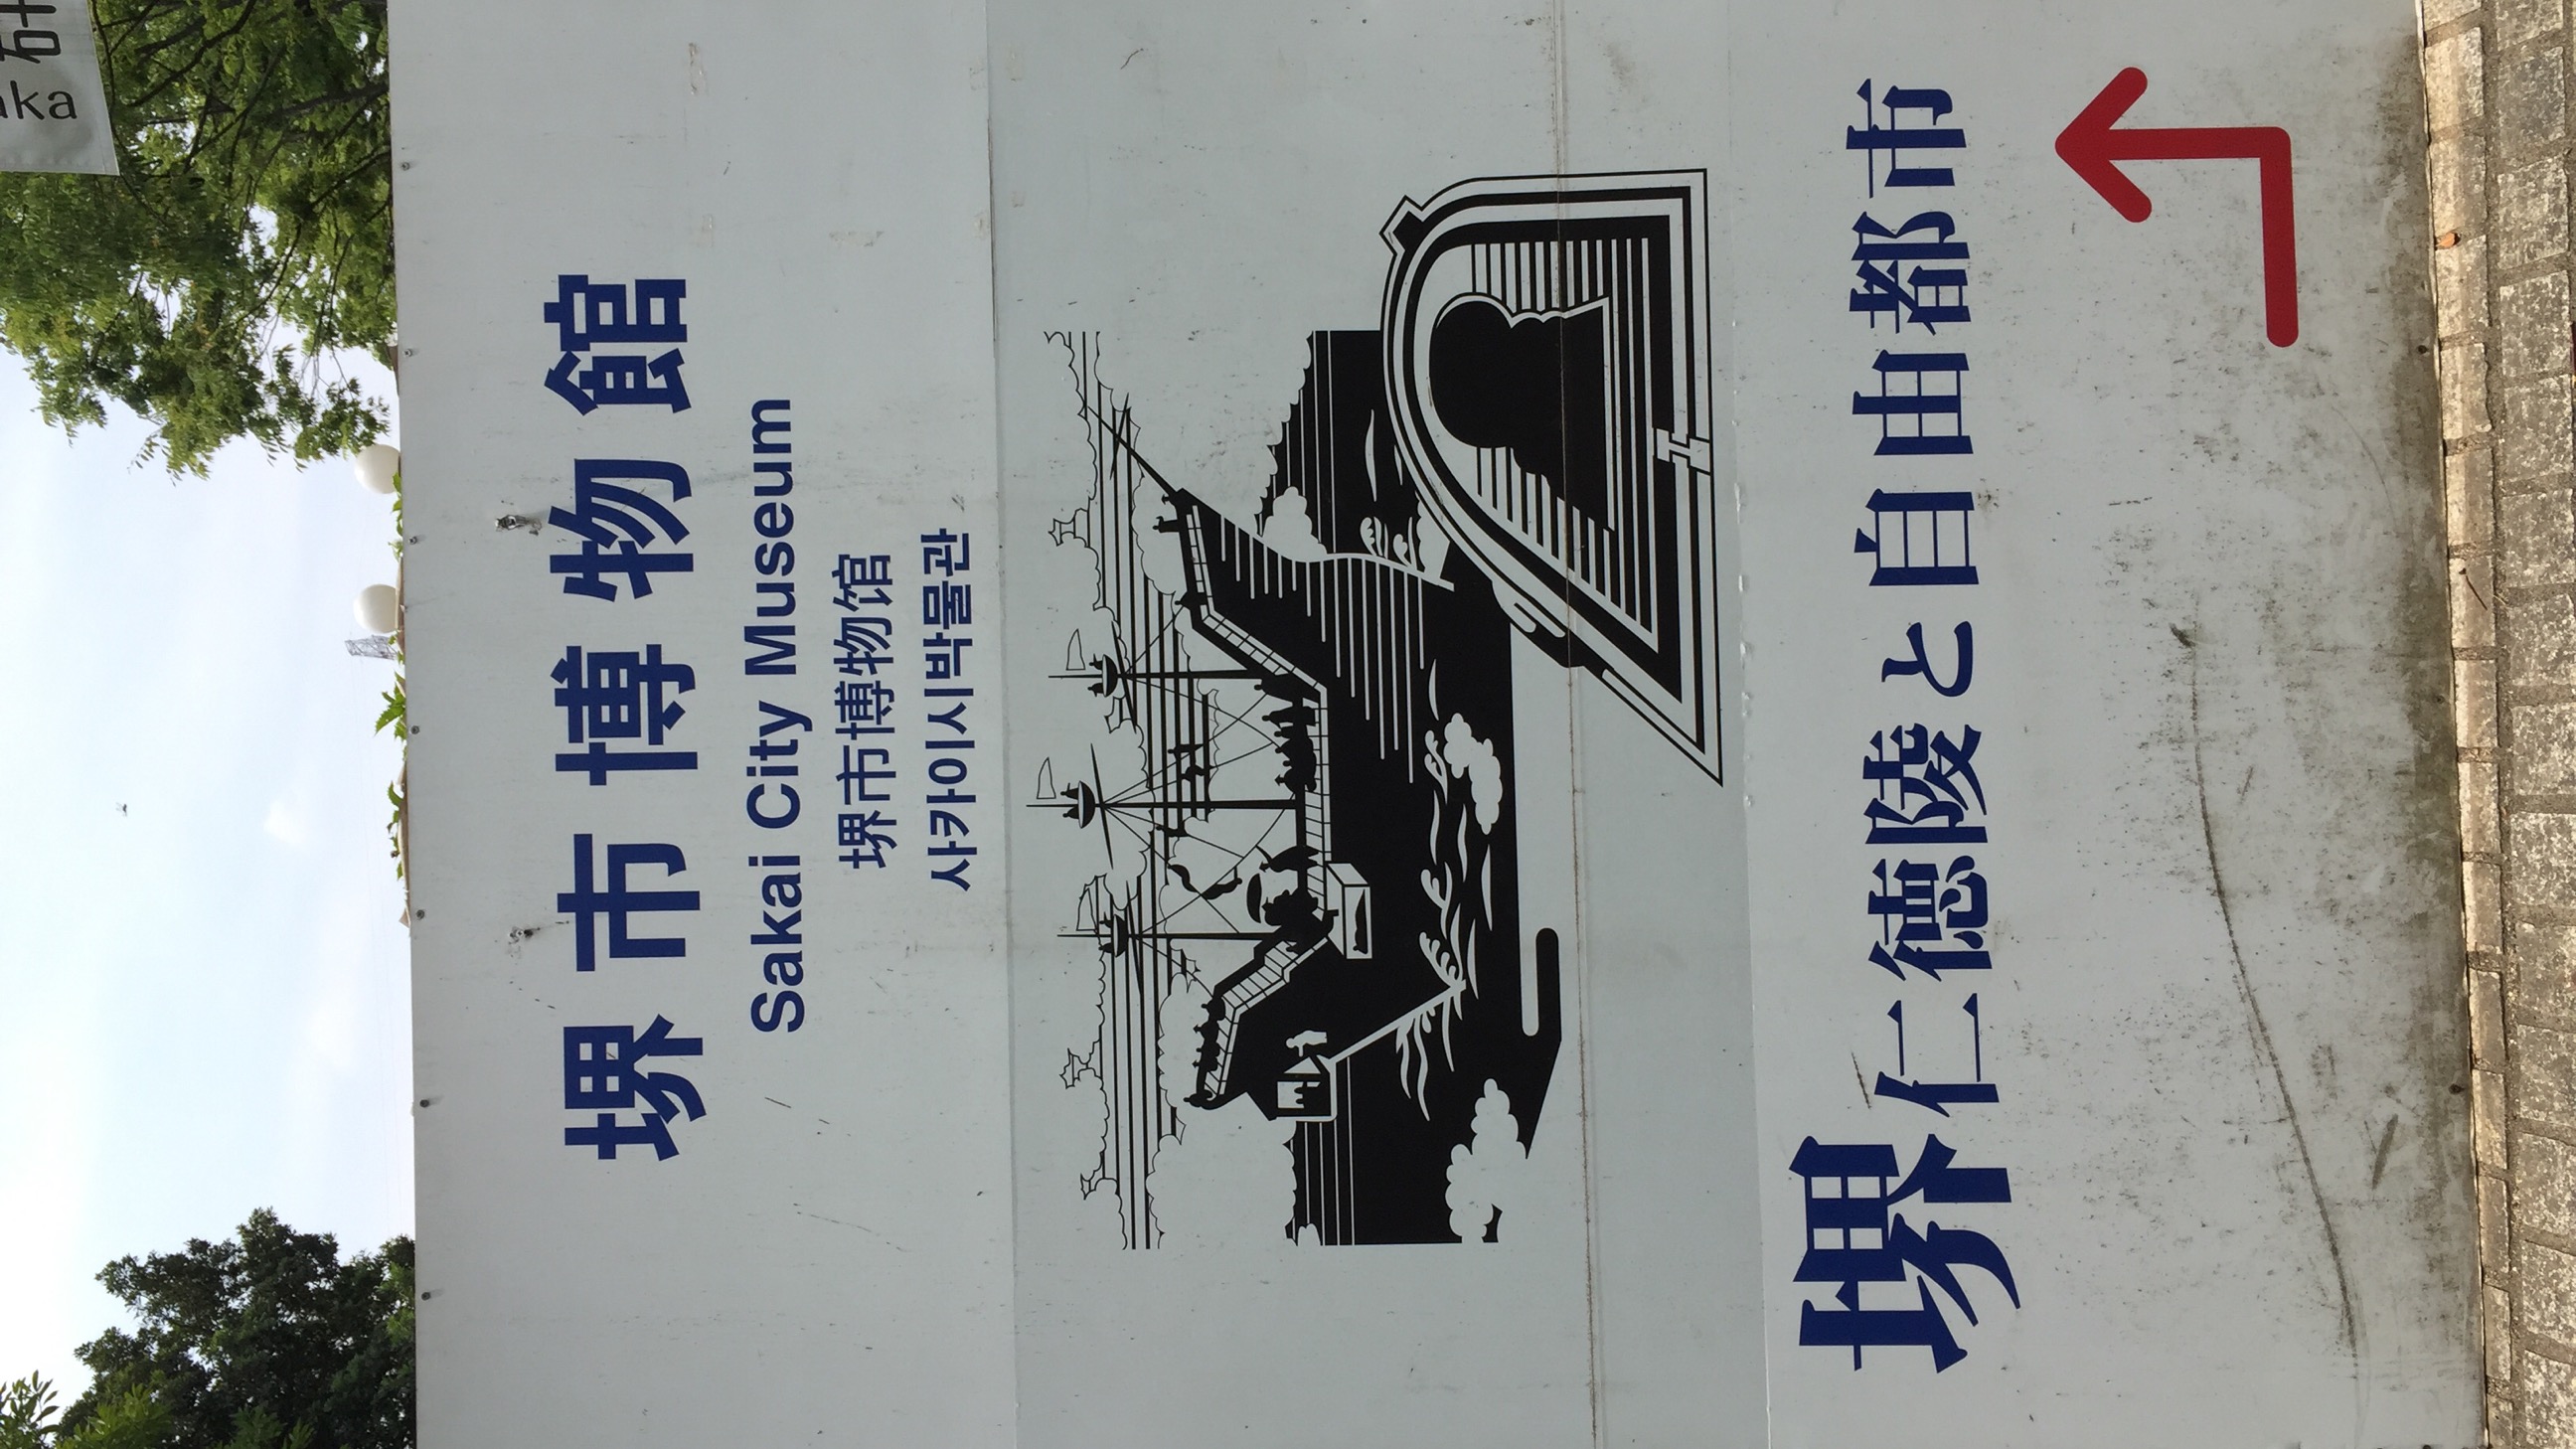 堺市博物館
Sakai City Museum
堺市博物馆
사카이시박물관
堺 仁徳陵と自由都市